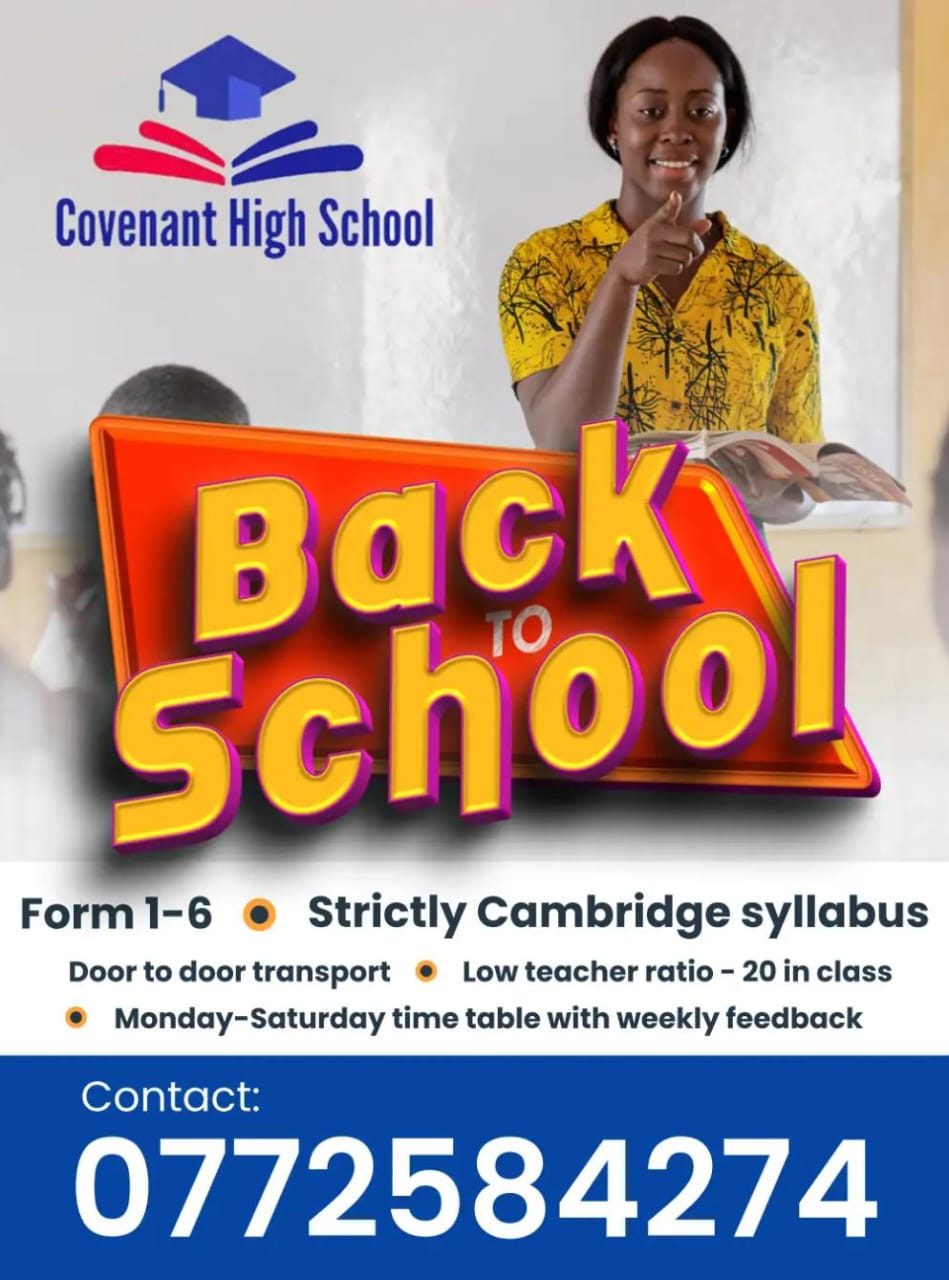 Covenant High School
Back
TO
School
Form 1-6 • Strictly Cambridge syllabus
Door to door transport • Low teacher ratio - 20 in class
• Monday-Saturday time table with weekly feedback
Contact:
0772584274